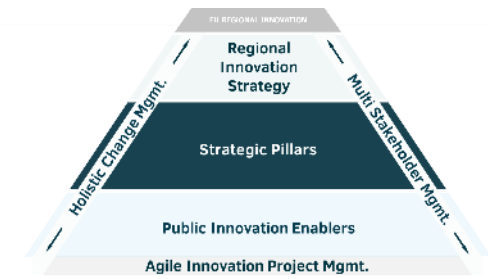 EU REGIONAL INNOVATION
Regional
Innovation
Strategy
Holistic Change Mgmt.
Multi Stakeholder Mgmt.
Strategic Pillars
Public Innovation Enablers
Agile Innovation Project Mgmt.